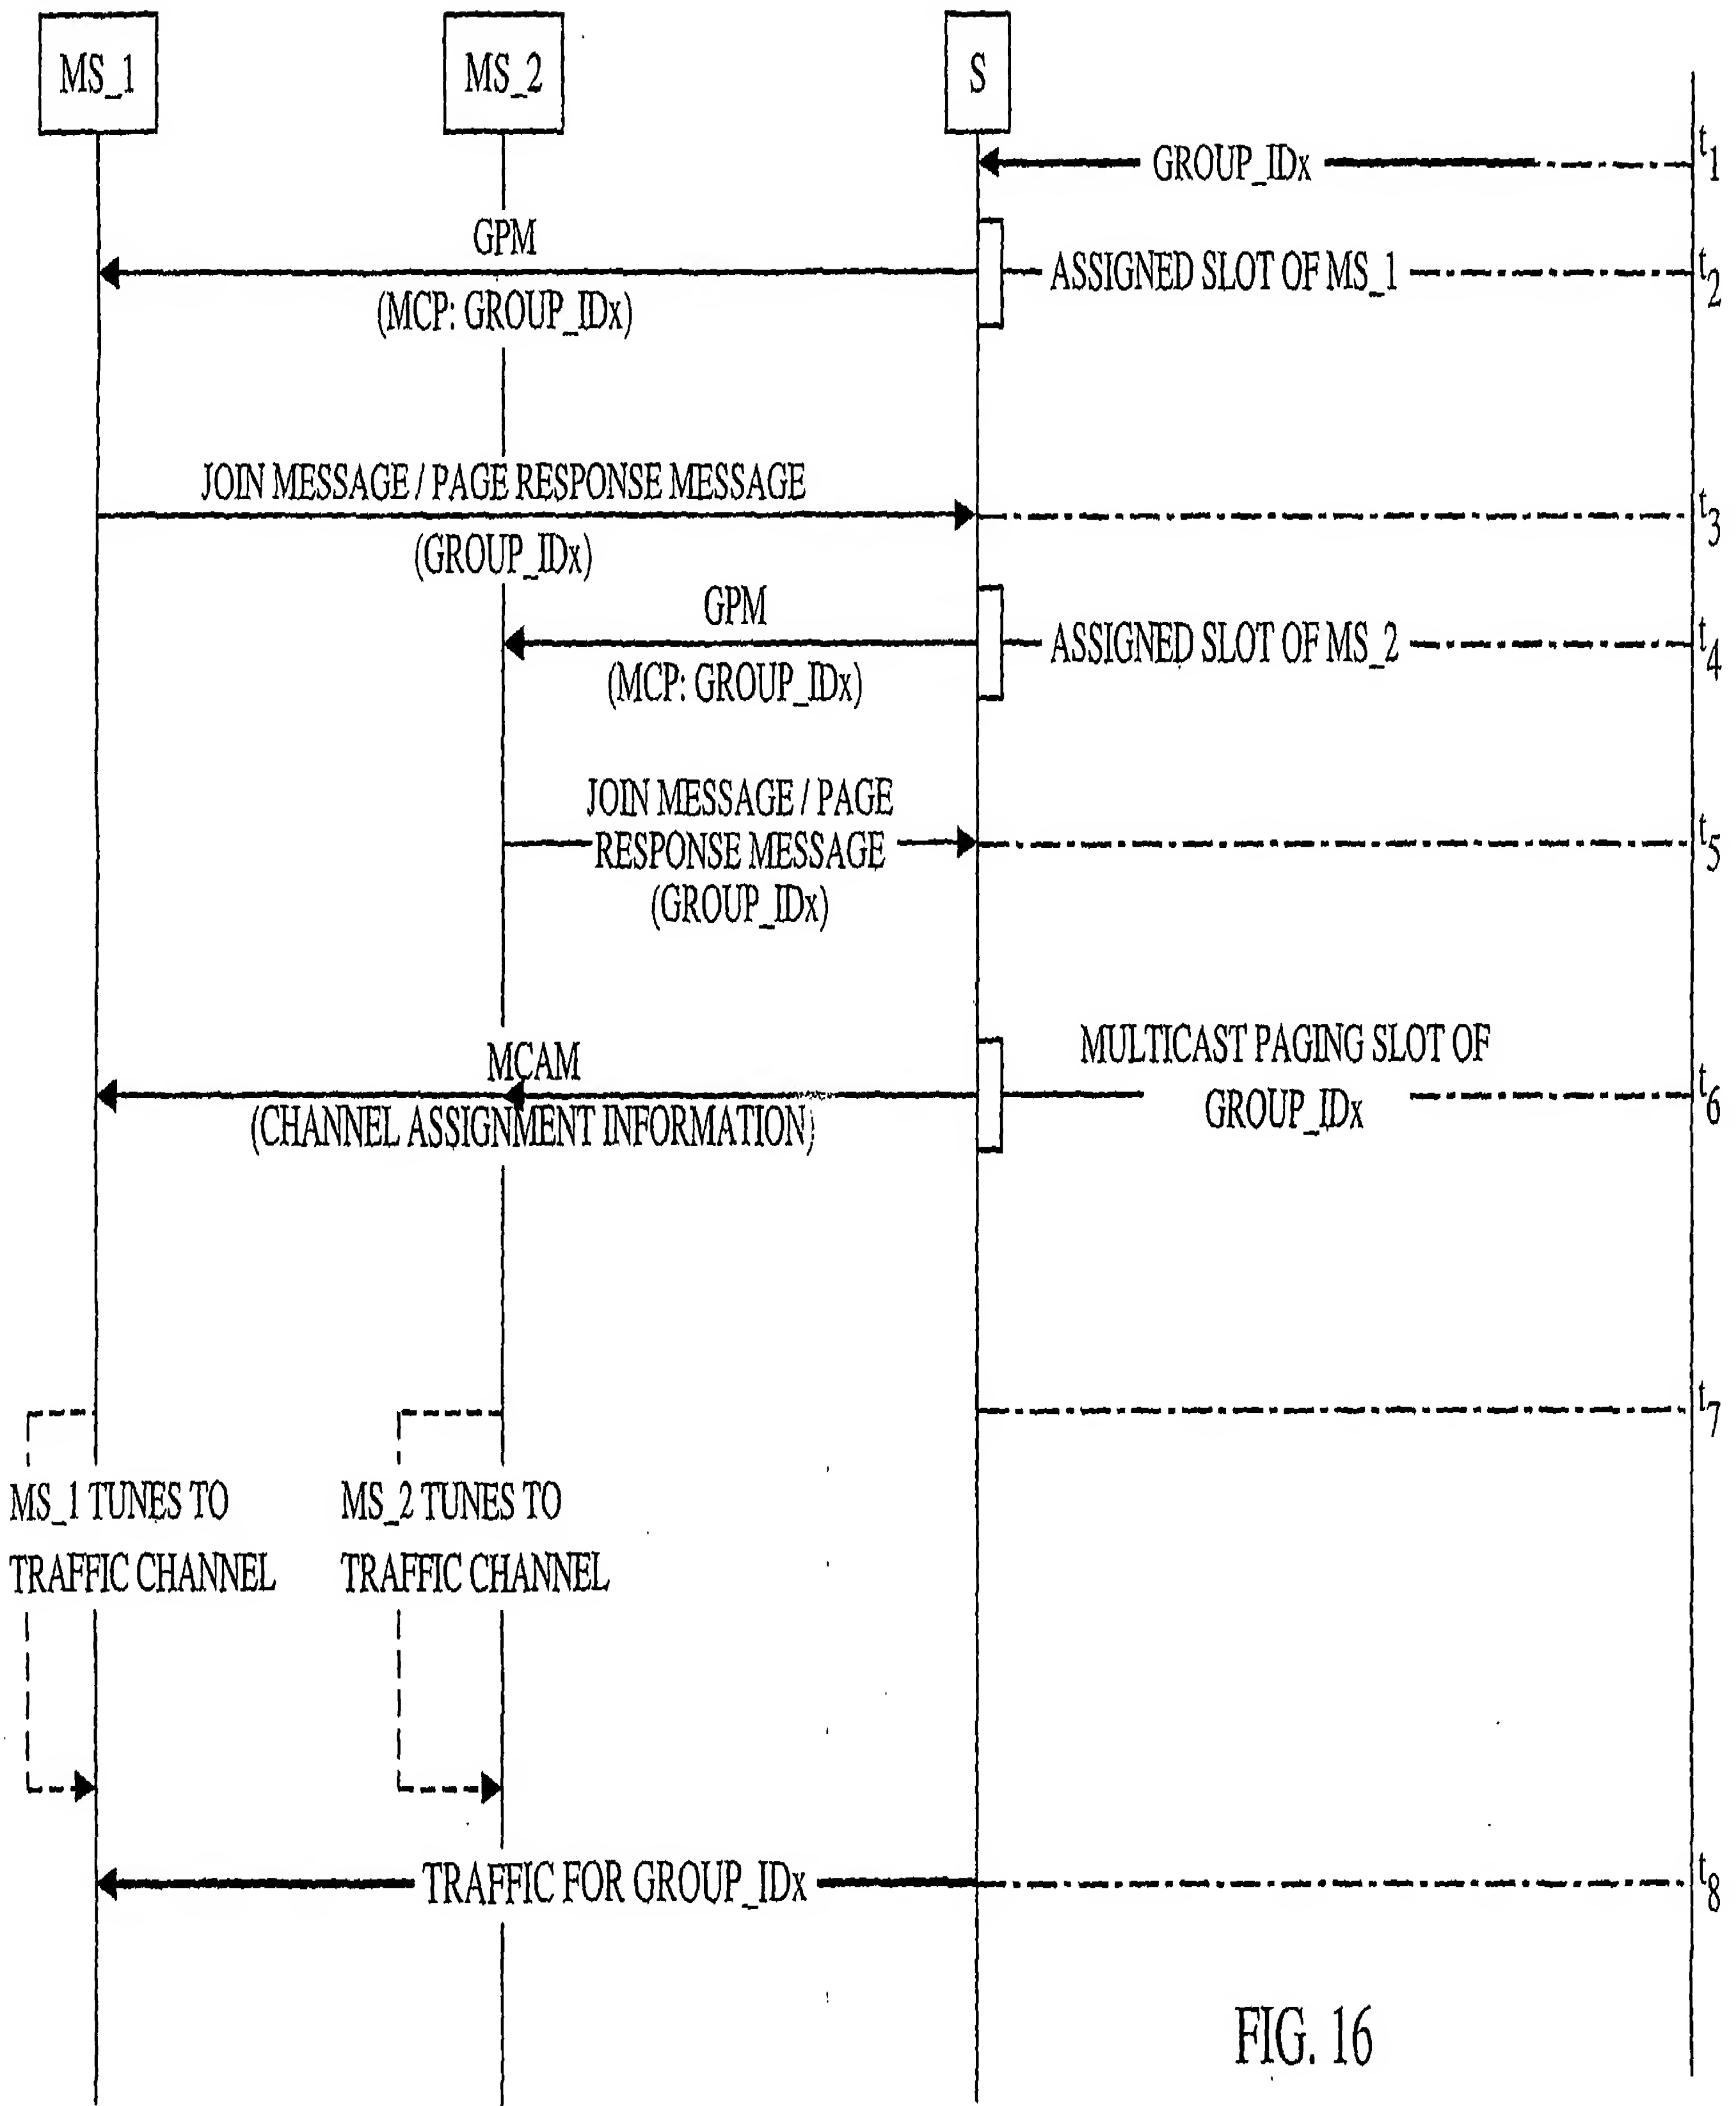 MS_1
MS_2
S
GROUP_IDx
t1
GPM
ASSIGNED SLOT OF MS_1
t2
(MCP: GROUP_IDx)
JOIN MESSAGE / PAGE RESPONSE MESSAGE
t3
(GROUP_IDx)
GPM
ASSIGNED SLOT OF MS_2
t4
(MCP: GROUP_IDx)
JOIN MESSAGE / PAGE
RESPONSE MESSAGE
t5
(GROUP_IDx)
MCAM
MULTICAST PAGING SLOT OF
GROUP_IDx
t6
(CHANNEL ASSIGNMENT INFORMATION)
t7
MS_1 TUNES TO
TRAFFIC CHANNEL
MS_2 TUNES TO
TRAFFIC CHANNEL
TRAFFIC FOR GROUP_IDx
t8
FIG. 16